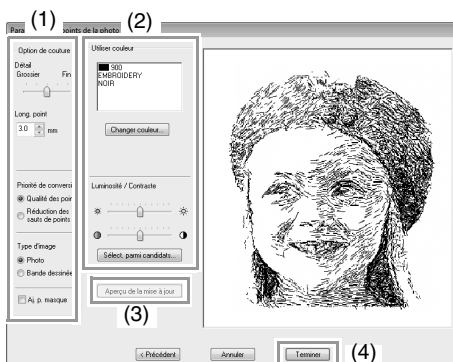 (1)
(2)
Para
points de la photo
Option de couture
Détail
Grossier Fin
Long. point
3.0 mm
Priorité de conversi
Qualité des poin
Réduction des
sauts de points
Type d'image
Photo
Bande dessinée
Aj. p. masque
Utiliser couleur
900
EMBROIDERY
NOIR
Changer couleur...
Luminosité / Contraste
Sélect. parmi candidats...
Aperçu de la mise à jour
(3)
< Précédent Annuler Terminer
(4)